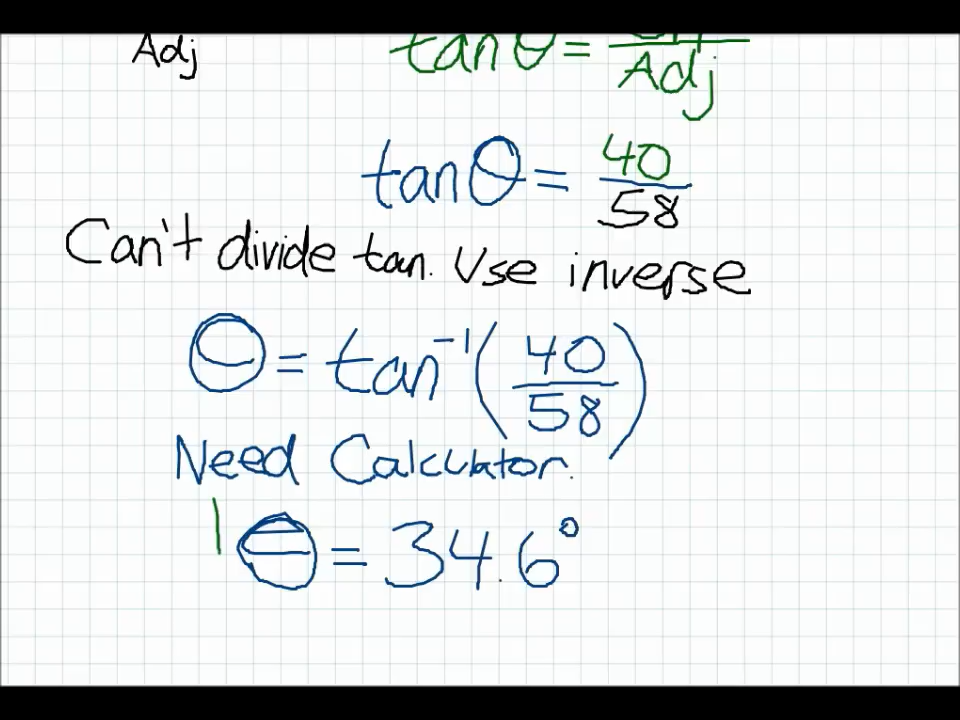 Adj
tanθ = /Adj
tanθ = 40/58
Can't divide tan. Use inverse
θ = tan⁻¹(40/58)
Need Calculator.
θ = 34.6°